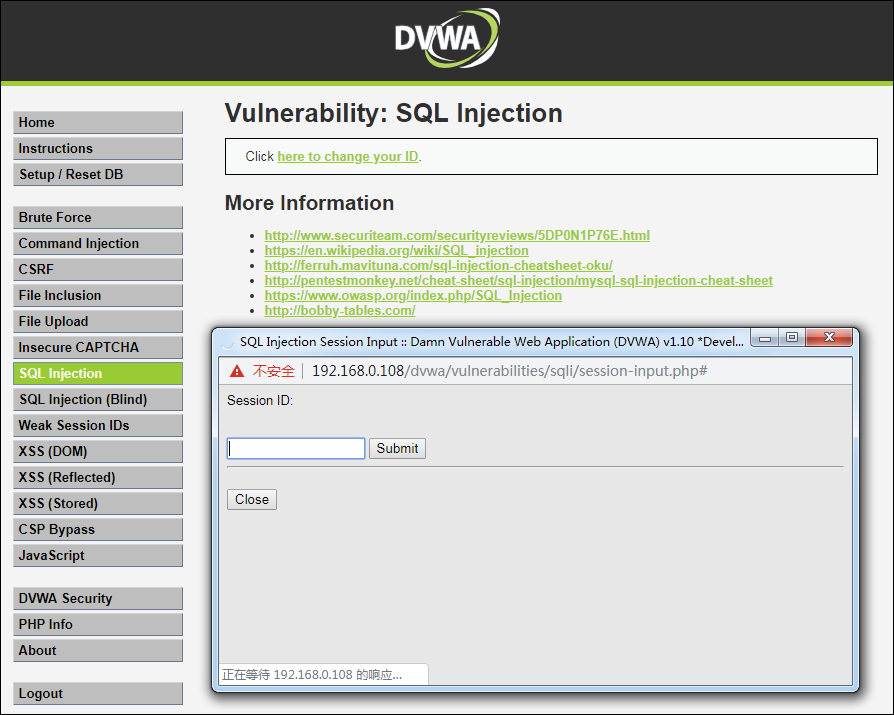 DVWA
Home
Instructions
Setup / Reset DB
Brute Force
Command Injection
CSRF
File Inclusion
File Upload
Insecure CAPTCHA
SQL Injection
SQL Injection (Blind)
Weak Session IDs
XSS (DOM)
XSS (Reflected)
XSS (Stored)
CSP Bypass
JavaScript
DVWA Security
PHP Info
About
Logout
Vulnerability: SQL Injection
Click here to change your ID.
More Information
http://www.securiteam.com/securityreviews/5DP0N1P76E.html
https://en.wikipedia.org/wiki/SQL_injection
http://ferruh.mavituna.com/sql-injection-cheatsheet-oku/
http://pentestmonkey.net/cheat-sheet/sql-injection/mysql-sql-injection-cheat-sheet
https://www.owasp.org/index.php/SQL_Injection
http://bobby-tables.com/
SQL Injection Session Input :: Damn Vulnerable Web Application (DVWA) v1.10 *Devel...
不安全 192.168.0.108/dvwa/vulnerabilities/sqli/session-input.php#
Session ID:
Submit
Close
正在等待 192.168.0.108 的响应...